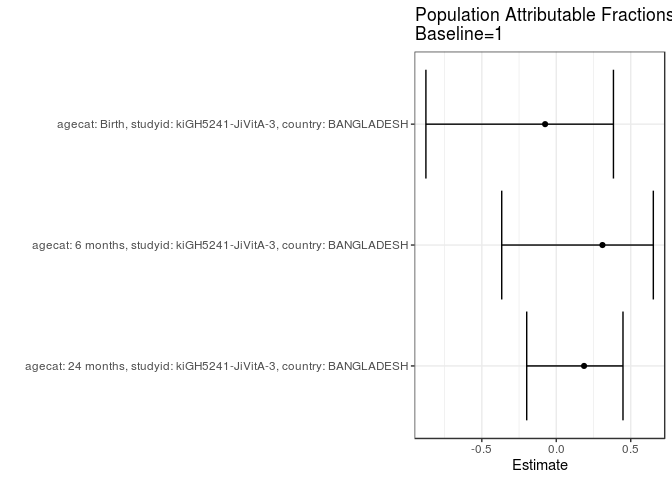 Population Attributable Fractions
Baseline=1
agecat: Birth, studyid: kiGH5241-JiVitA-3, country: BANGLADESH
agecat: 6 months, studyid: kiGH5241-JiVitA-3, country: BANGLADESH
agecat: 24 months, studyid: kiGH5241-JiVitA-3, country: BANGLADESH
-0.5 0.0 0.5
Estimate